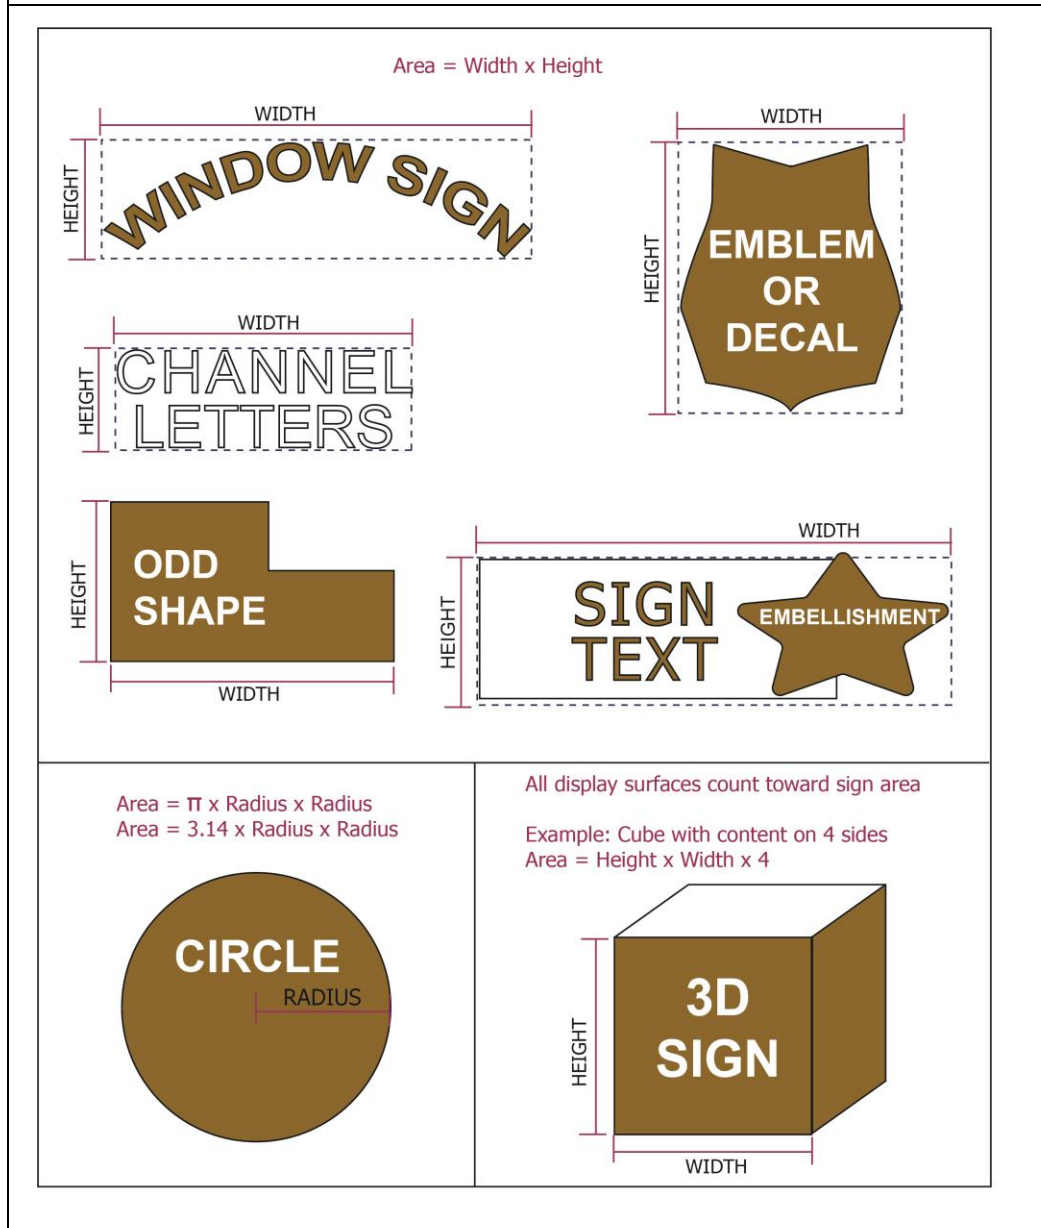 Area = Width x Height
WIDTH
HEIGHT
WINDOW SIGN
WIDTH
HEIGHT
EMBLEM
OR
DECAL
WIDTH
HEIGHT
CHANNEL
LETTERS
HEIGHT
ODD
SHAPE
WIDTH
WIDTH
HEIGHT
SIGN
TEXT
EMBELLISHMENT
Area = π x Radius x Radius
Area = 3.14 x Radius x Radius
CIRCLE
RADIUS
All display surfaces count toward sign area
Example: Cube with content on 4 sides
Area = Height x Width x 4
3D
SIGN
HEIGHT
WIDTH